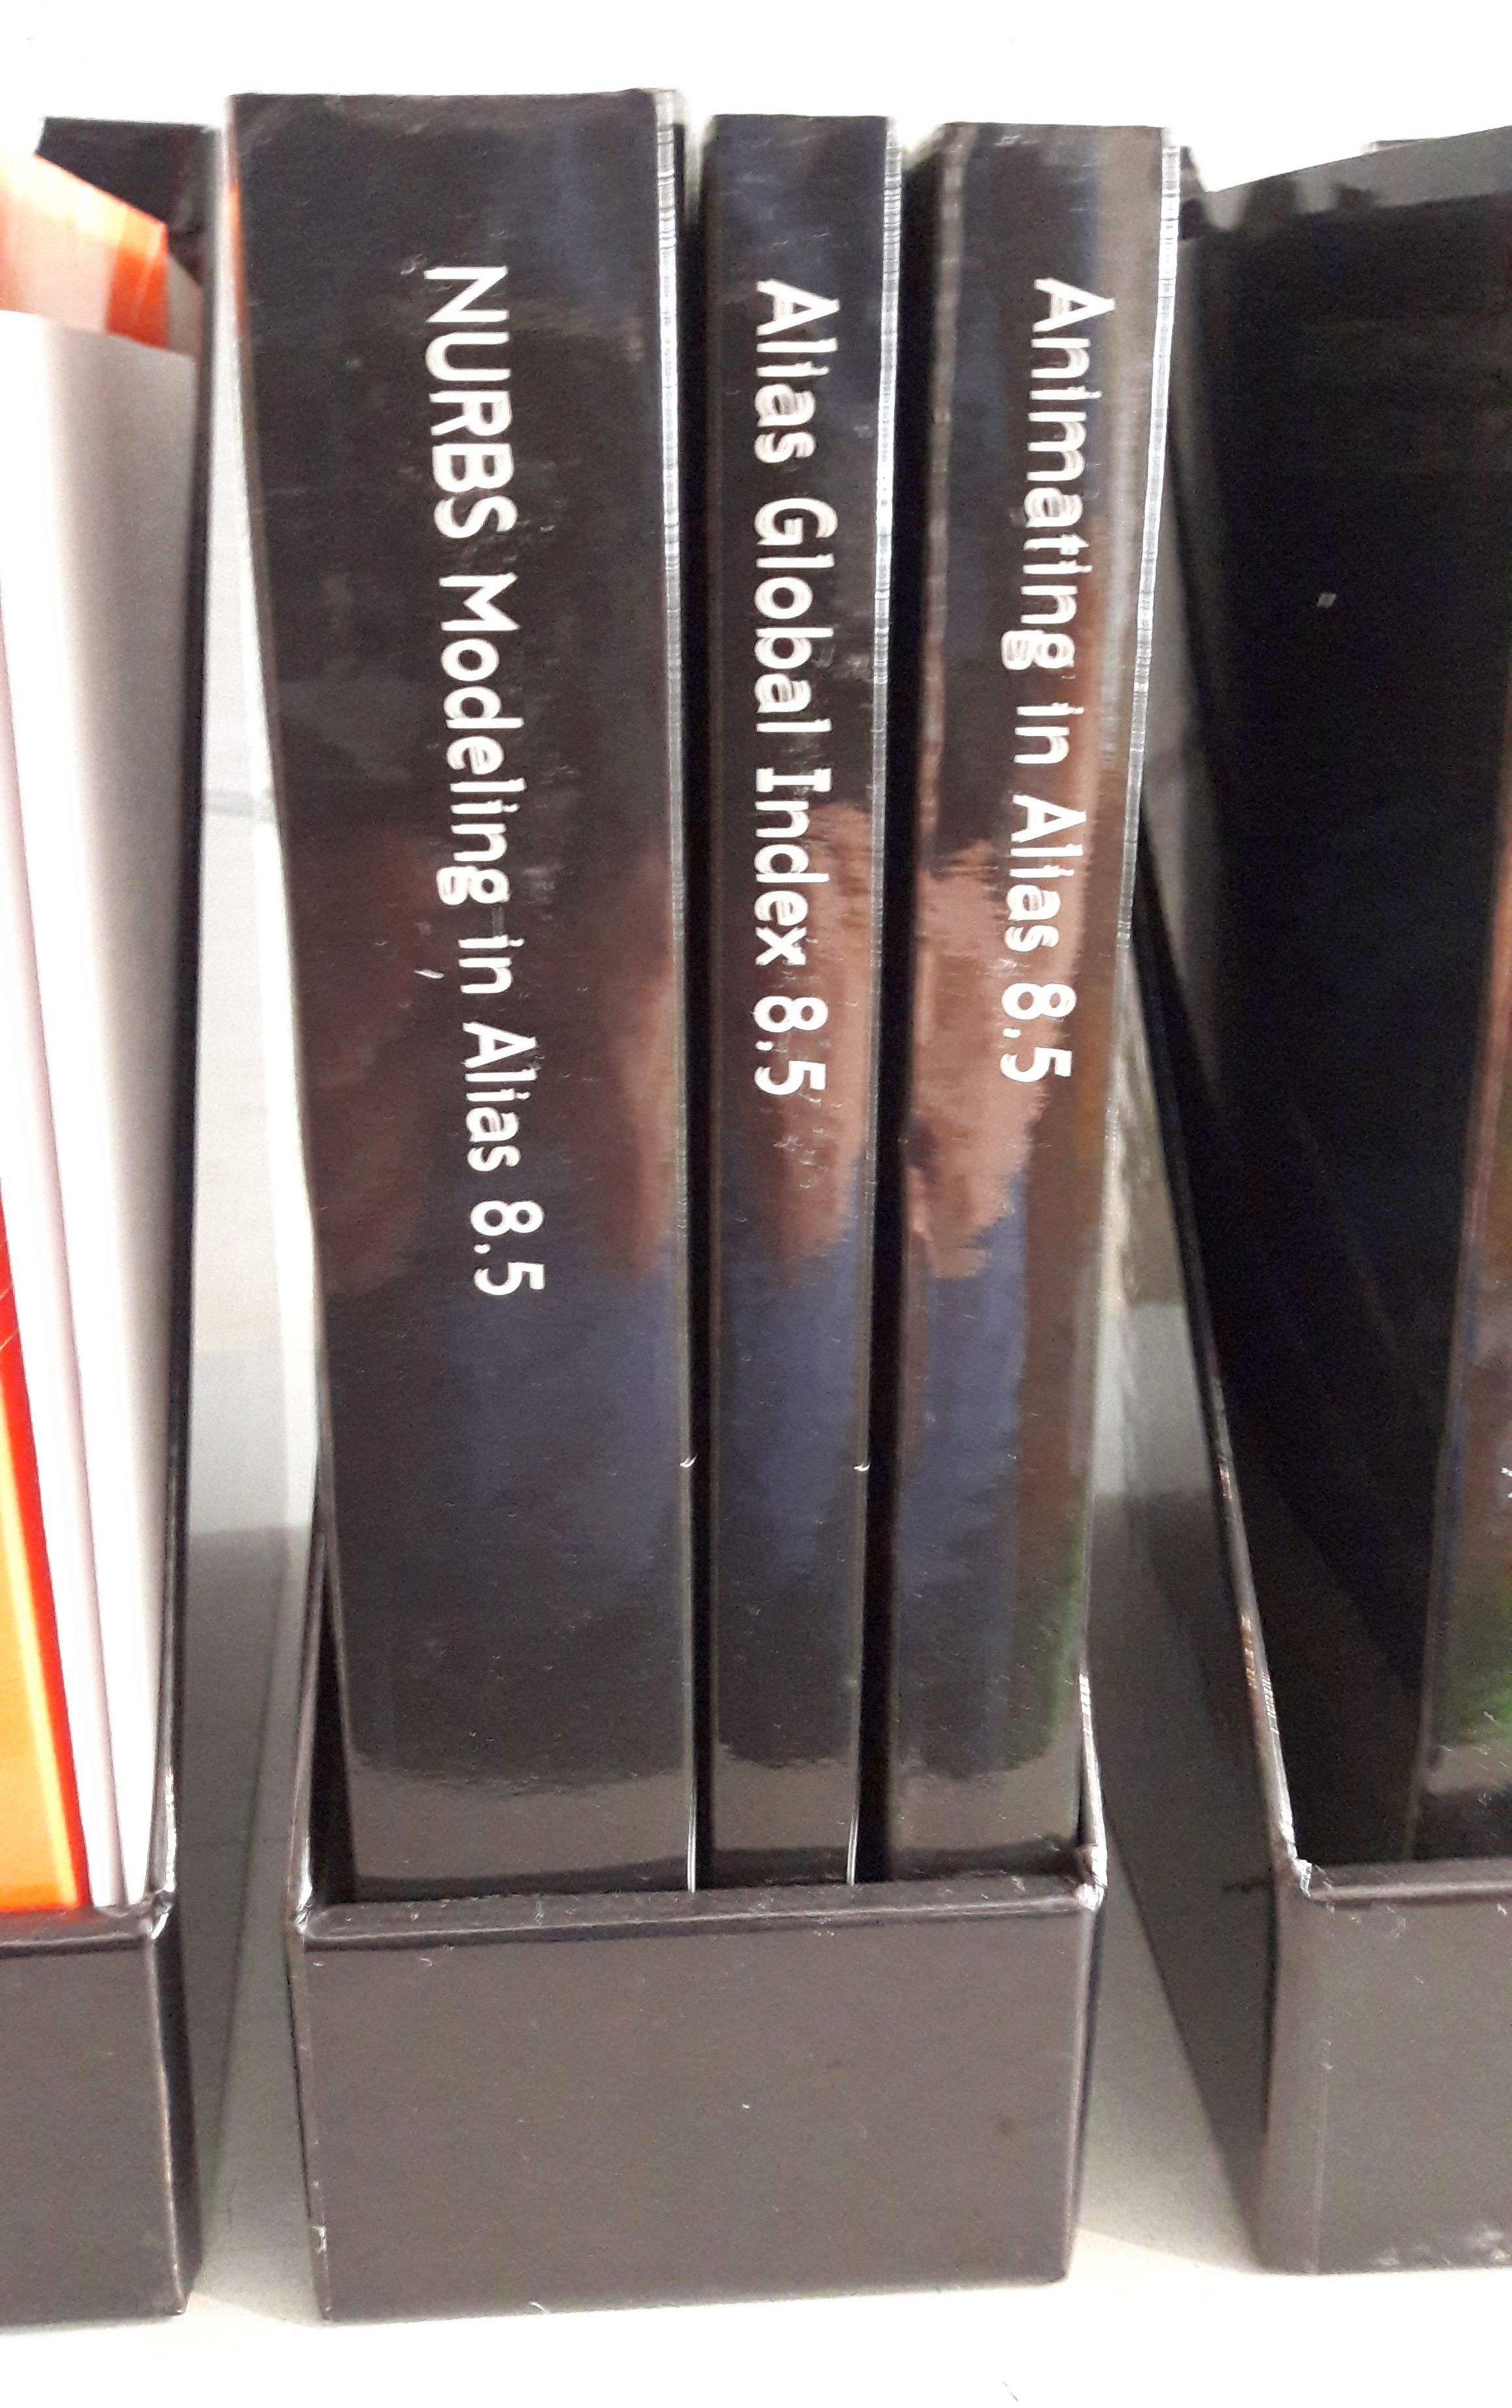 NURBS Modeling in Alias 8.5
Alias Global Index 8.5
Animating in Alias 8.5